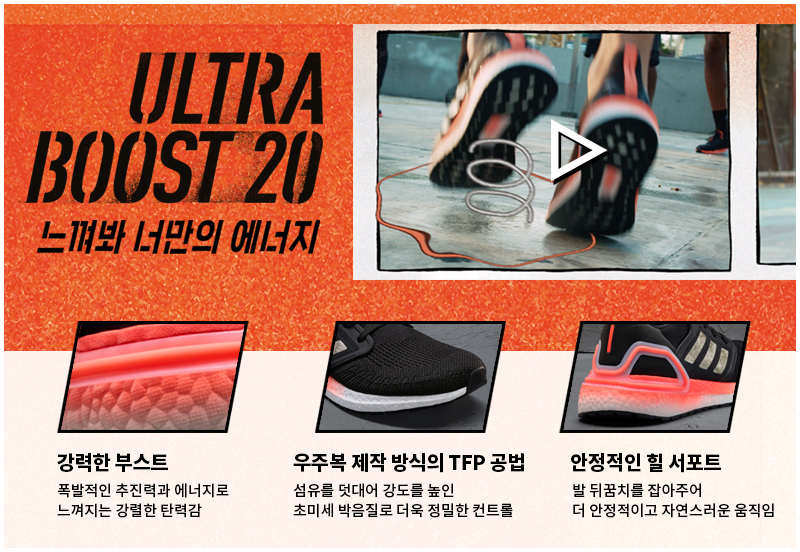 ULTRA
BOOST 20
느껴봐 너만의 에너지
강력한 부스트
폭발적인 추진력과 에너지로
느껴지는 강렬한 탄력감
우주복 제작 방식의 TFP 공법
섬유를 덧대어 강도를 높인
초미세 박음질로 더욱 정밀한 컨트롤
안정적인 힐 서포트
발 뒤꿈치를 잡아주어
더 안정적이고 자연스러운 움직임